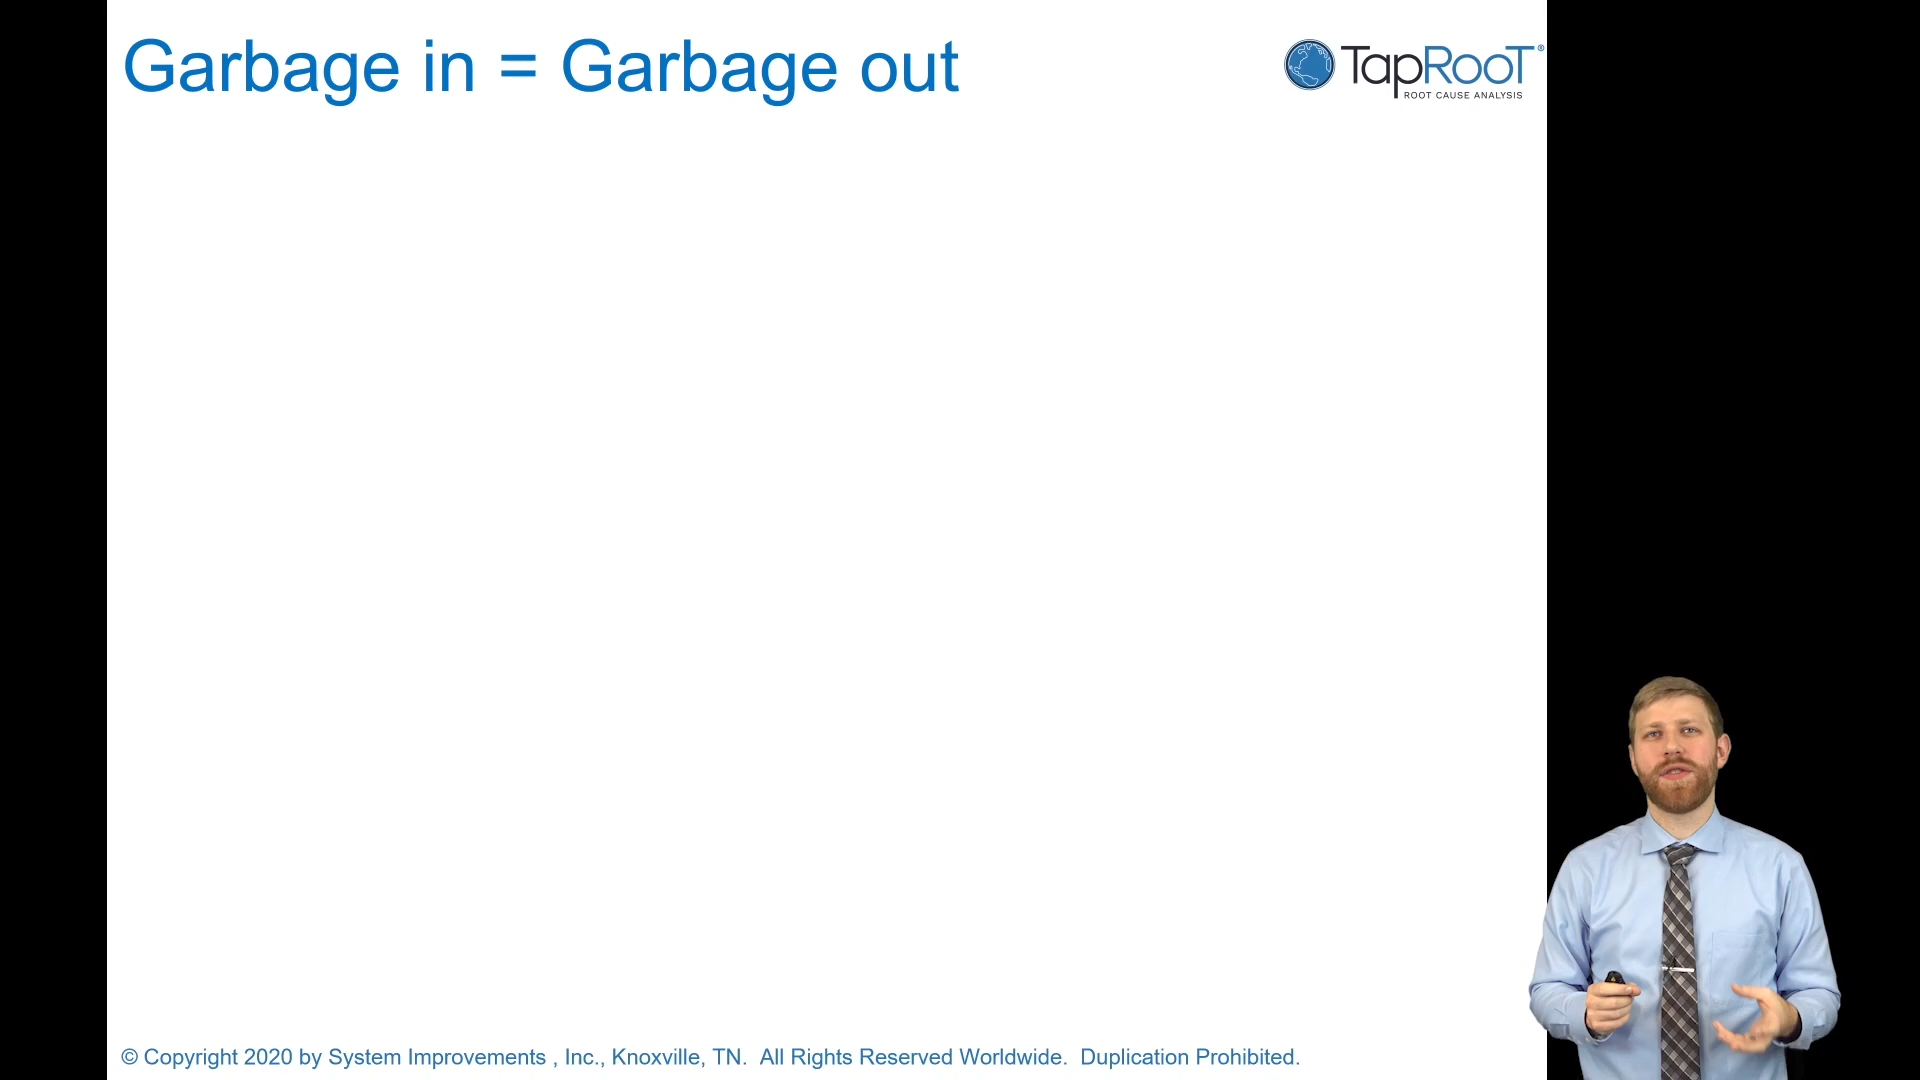 Garbage in = Garbage out
TapRooT®
ROOT CAUSE ANALYSIS
© Copyright 2020 by System Improvements , Inc., Knoxville, TN.  All Rights Reserved Worldwide.  Duplication Prohibited.